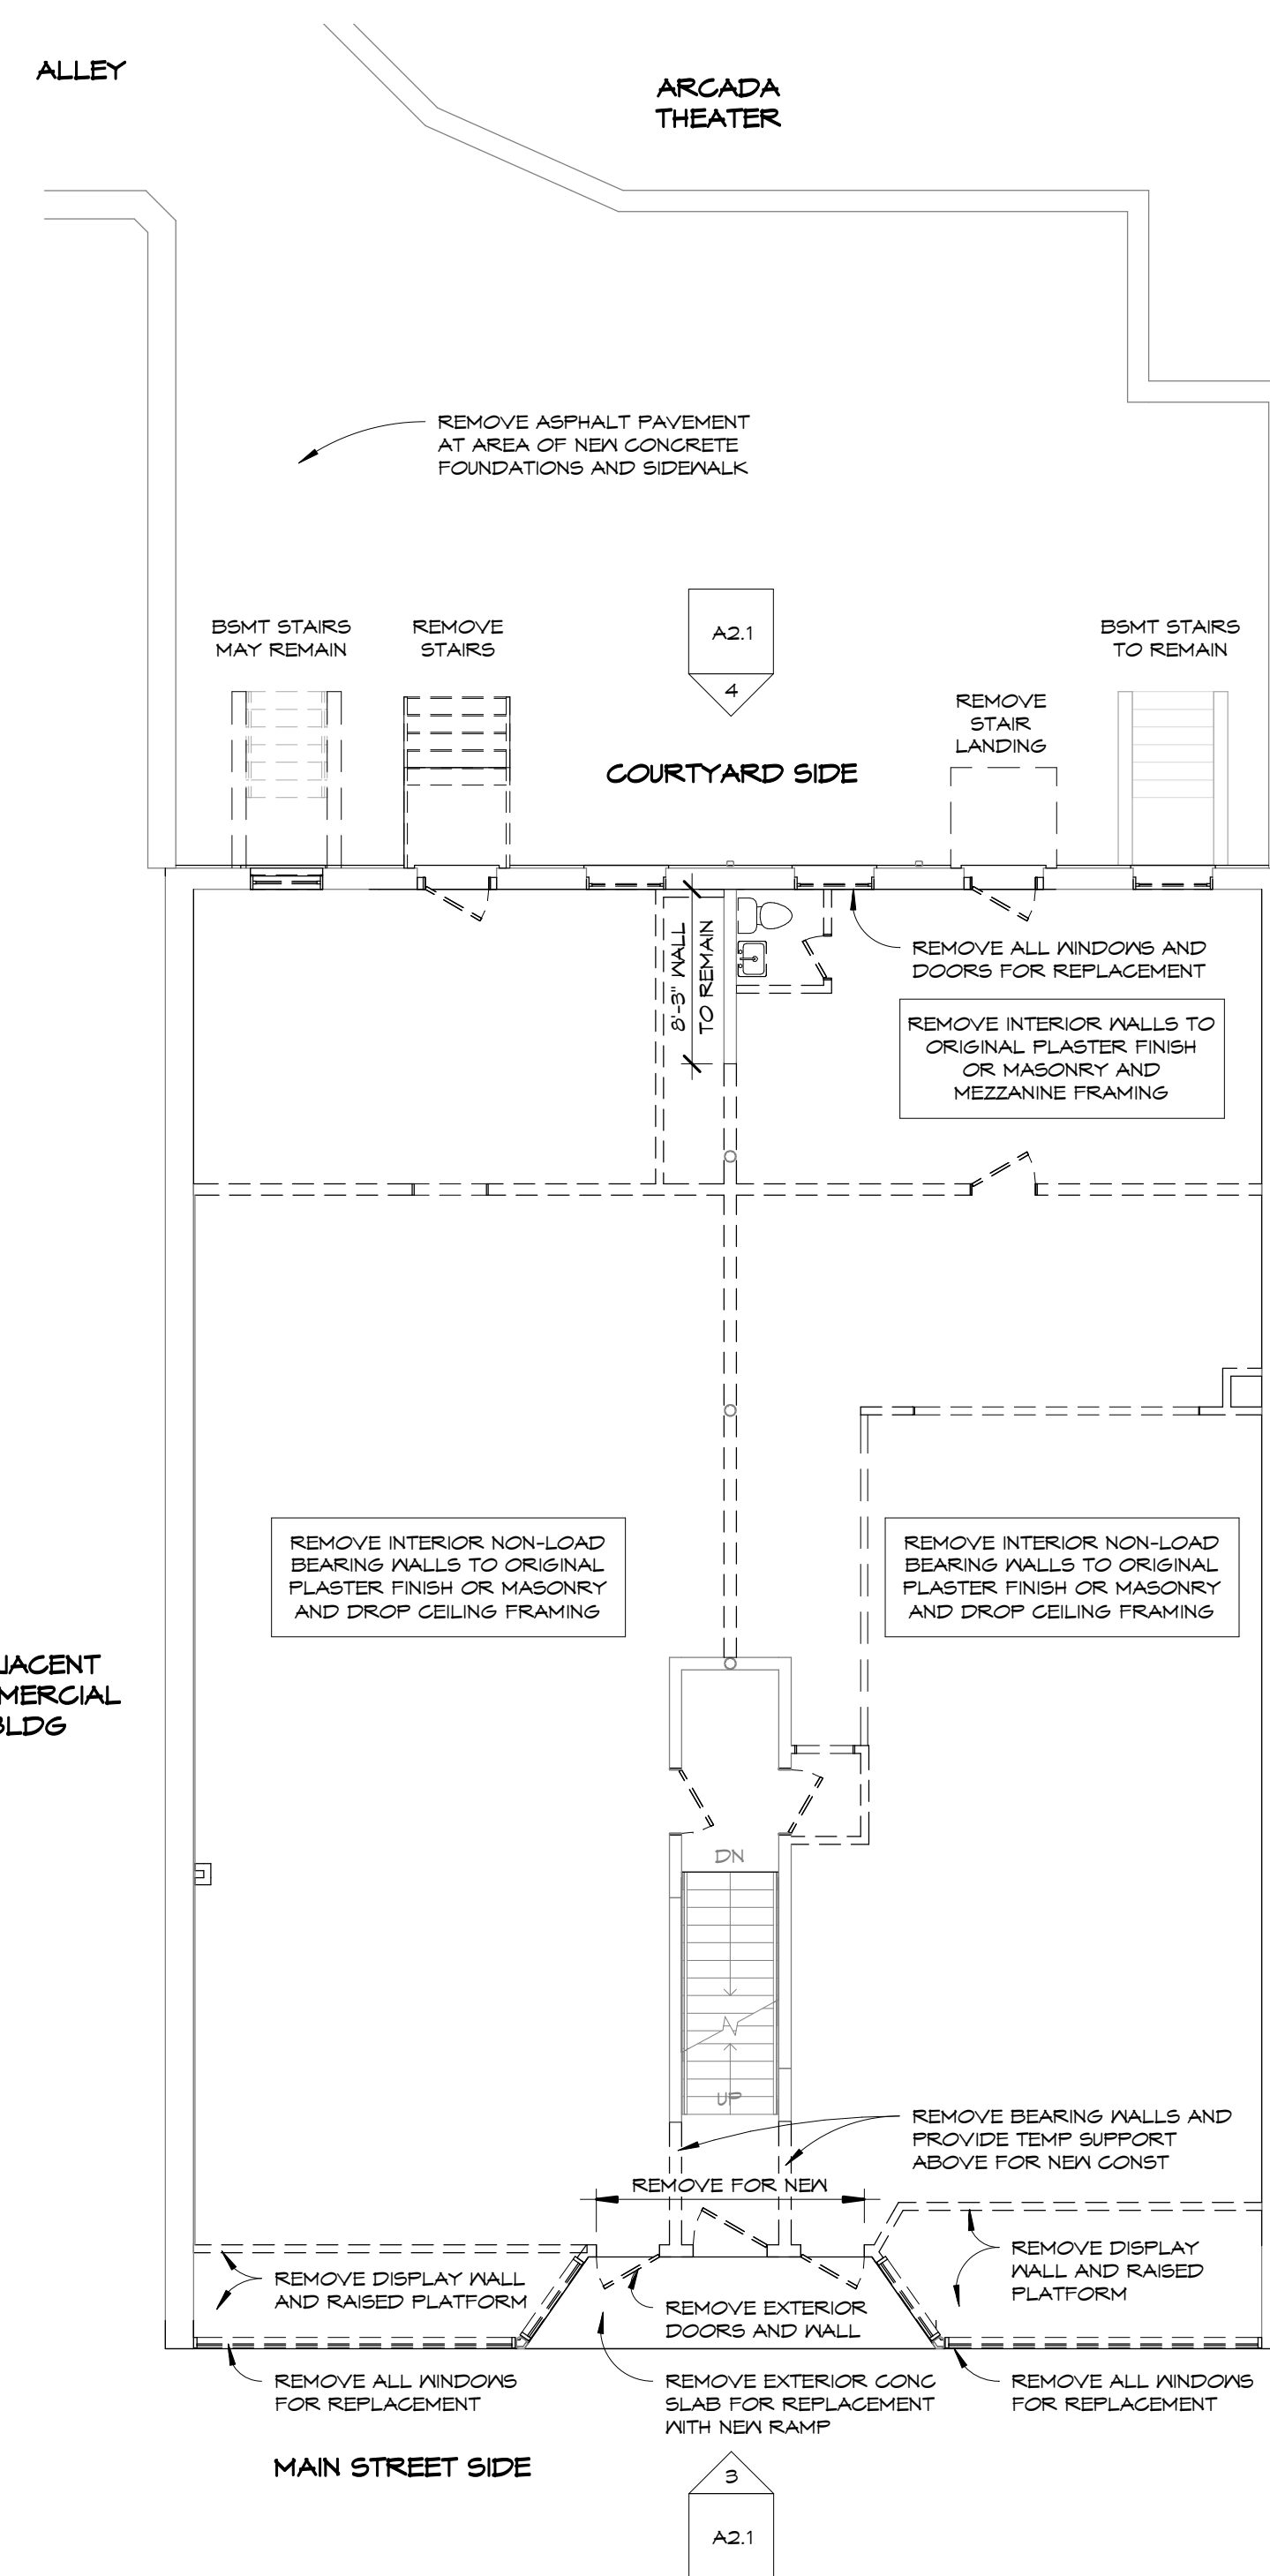 ALLEY
ARCADA
THEATER
REMOVE ASPHALT PAVEMENT
AT AREA OF NEW CONCRETE
FOUNDATIONS AND SIDEWALK
BSMT STAIRS
MAY REMAIN
REMOVE
STAIRS
A2.1
4
BSMT STAIRS
TO REMAIN
REMOVE
STAIR
LANDING
COURTYARD SIDE
8'-3" WALL
TO REMAIN
REMOVE ALL WINDOWS AND
DOORS FOR REPLACEMENT
REMOVE INTERIOR WALLS TO
ORIGINAL PLASTER FINISH
OR MASONRY AND
MEZZANINE FRAMING
REMOVE INTERIOR NON-LOAD
BEARING WALLS TO ORIGINAL
PLASTER FINISH OR MASONRY
AND DROP CEILING FRAMING
REMOVE INTERIOR NON-LOAD
BEARING WALLS TO ORIGINAL
PLASTER FINISH OR MASONRY
AND DROP CEILING FRAMING
JACENT
MERCIAL
BLDG
DN
UP
REMOVE BEARING WALLS AND
PROVIDE TEMP SUPPORT
ABOVE FOR NEW CONST
REMOVE FOR NEW
REMOVE DISPLAY WALL
AND RAISED PLATFORM
REMOVE DISPLAY
WALL AND RAISED
PLATFORM
REMOVE EXTERIOR
DOORS AND WALL
REMOVE ALL WINDOWS
FOR REPLACEMENT
REMOVE EXTERIOR CONC
SLAB FOR REPLACEMENT
WITH NEW RAMP
REMOVE ALL WINDOWS
FOR REPLACEMENT
MAIN STREET SIDE
3
A2.1